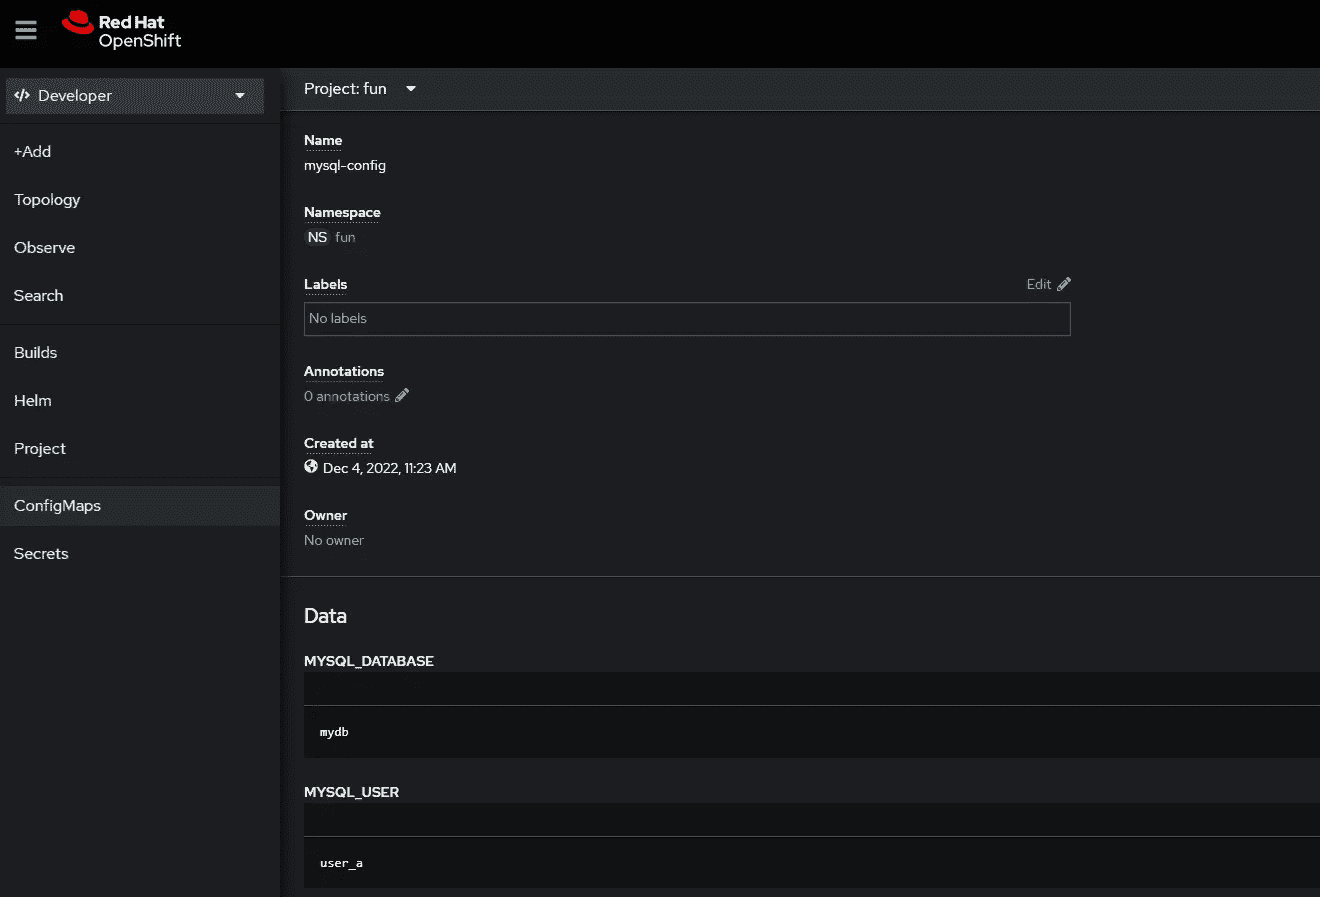 Red Hat
OpenShift
Developer
+Add
Topology
Observe
Search
Builds
Helm
Project
ConfigMaps
Secrets
Project: fun
Name
mysql-config
Namespace
NS fun
Labels
Edit
No labels
Annotations
0 annotations
Created at
Dec 4, 2022, 11:23 AM
Owner
No owner
Data
MYSQL_DATABASE
mydb
MYSQL_USER
user_a